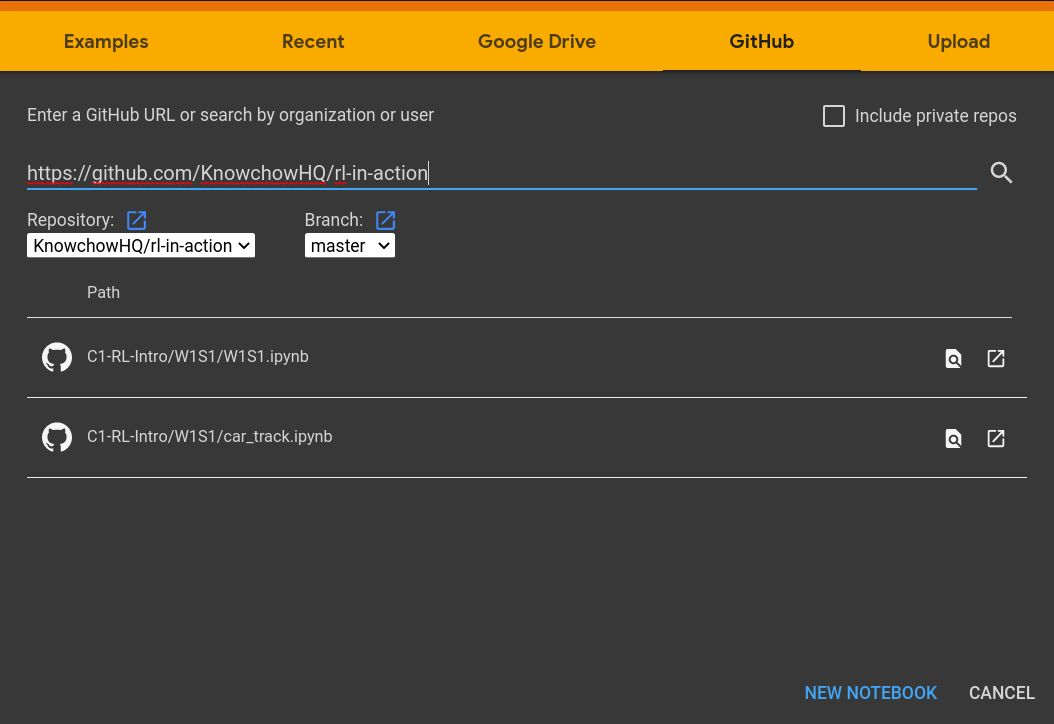 Examples Recent Google Drive GitHub Upload
Enter a GitHub URL or search by organization or user Include private repos
https://github.com/KnowchowHQ/rl-in-action
Repository: Branch:
KnowchowHQ/rl-in-action master
Path
C1-RL-Intro/W1S1/W1S1.ipynb
C1-RL-Intro/W1S1/car_track.ipynb
NEW NOTEBOOK CANCEL